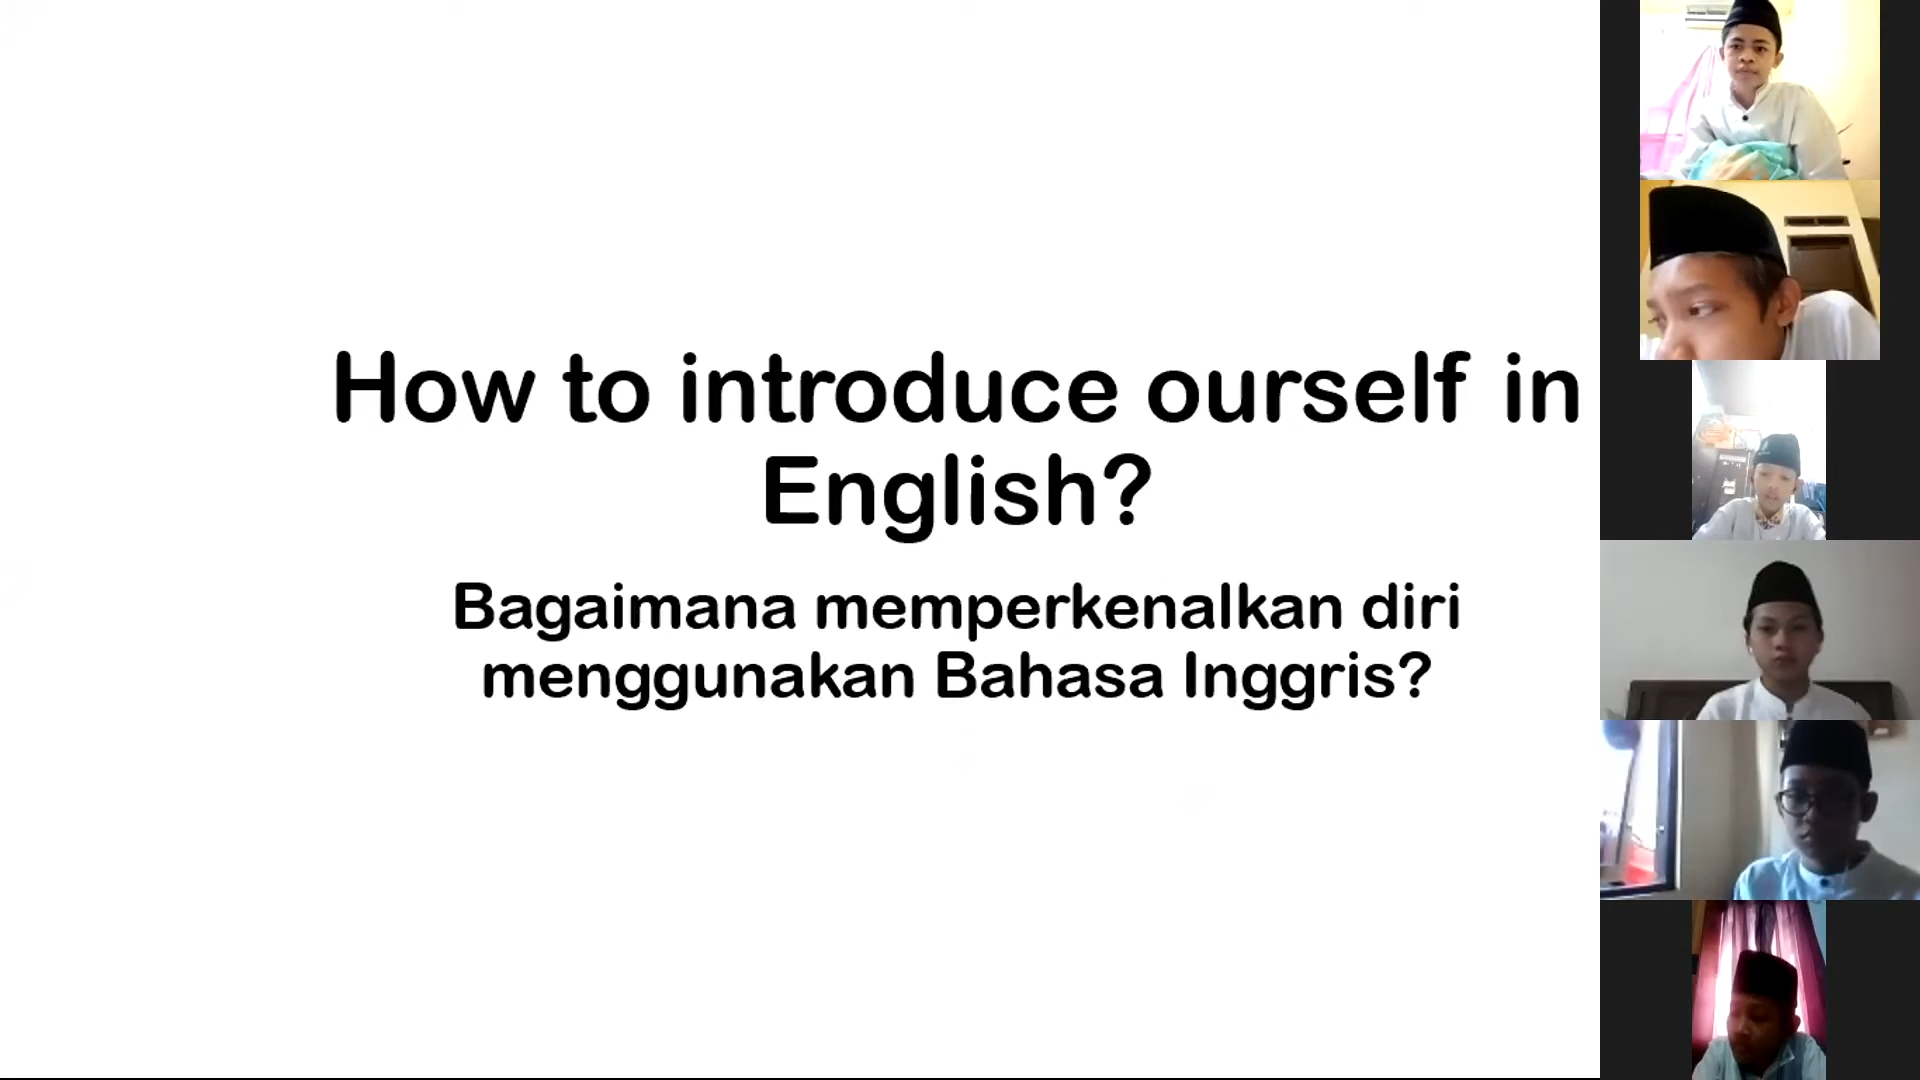 How to introduce ourself in
English?
Bagaimana memperkenalkan diri
menggunakan Bahasa Inggris?